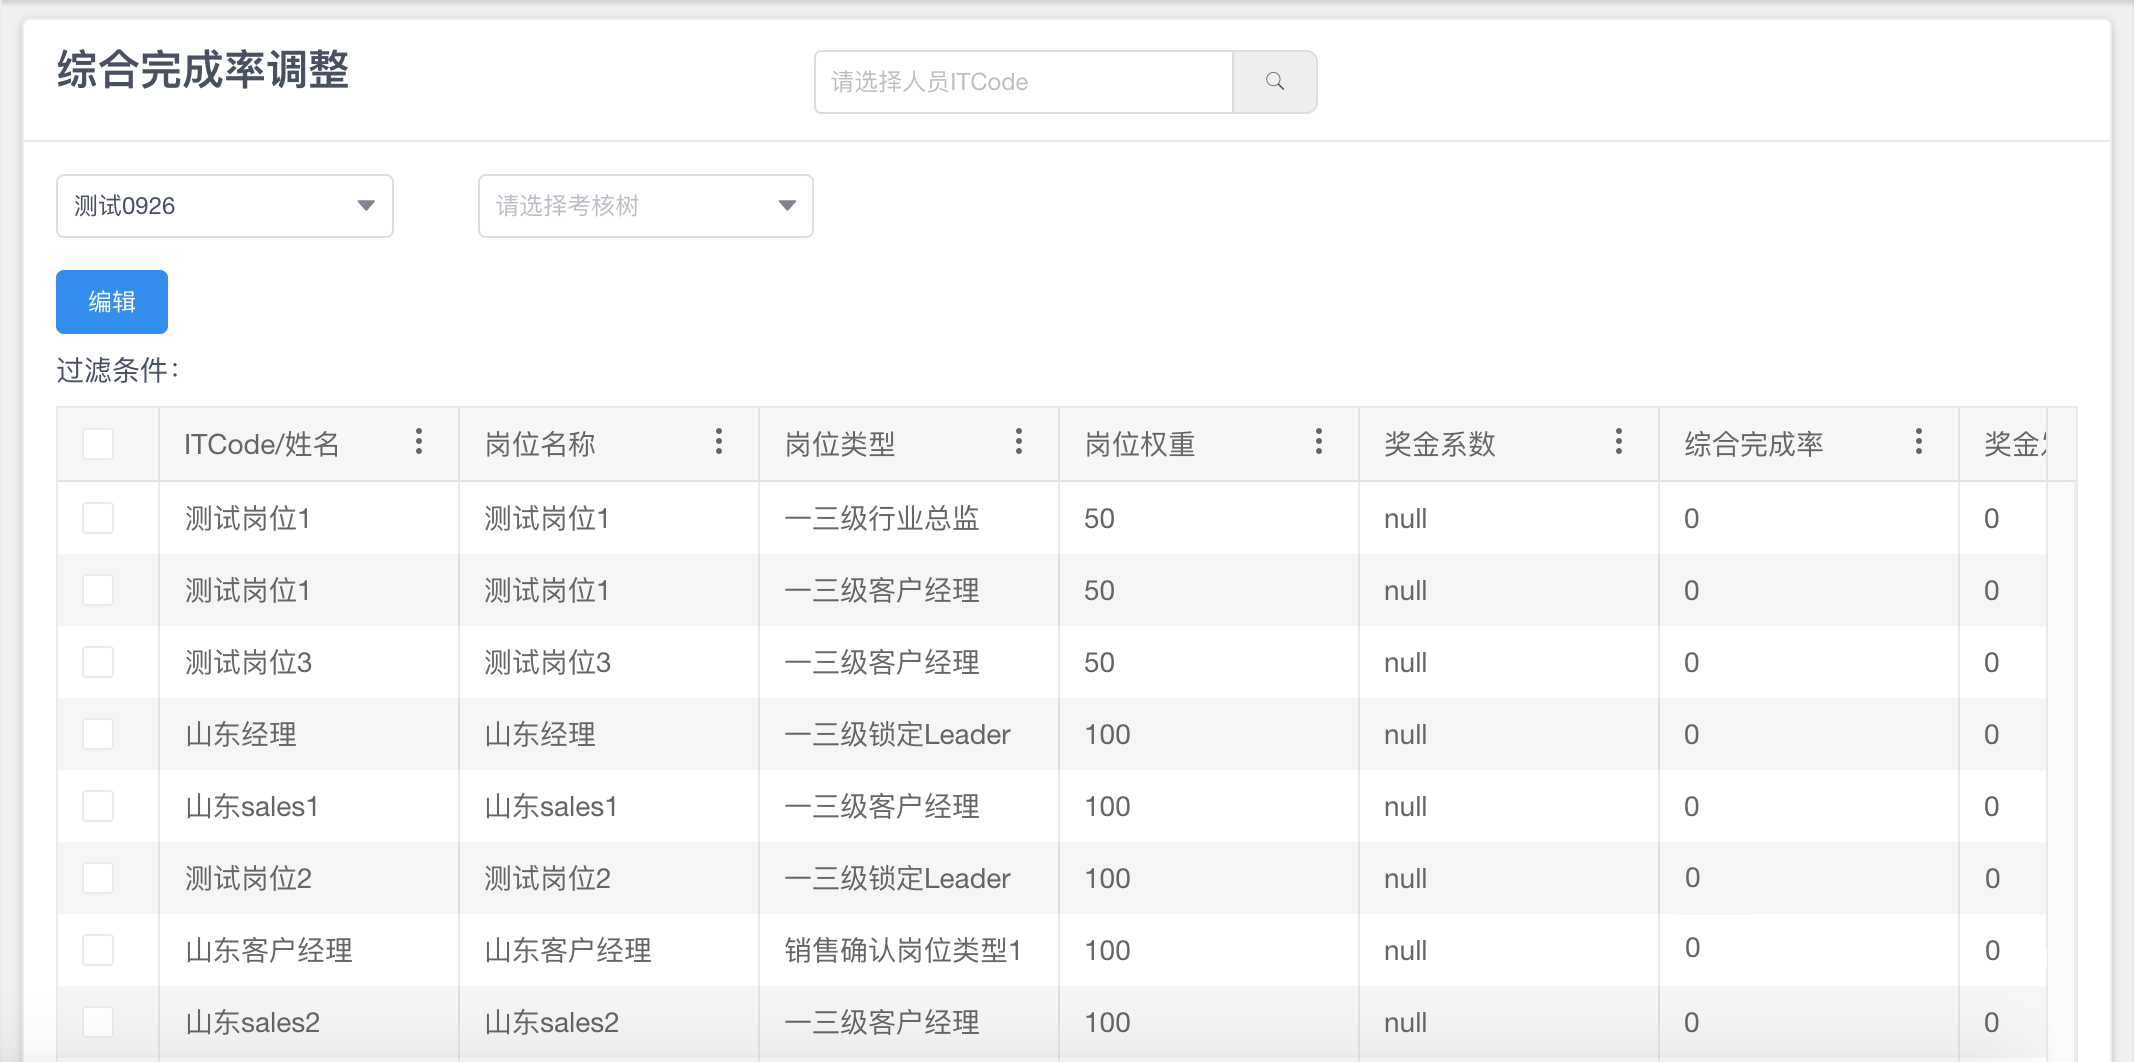 综合完成率调整
请选择人员ITCode
测试0926 请选择考核树
编辑
过滤条件：
ITCode/姓名 岗位名称 岗位类型 岗位权重 奖金系数 综合完成率 奖金
测试岗位1 测试岗位1 一三级行业总监 50 null 0 0
测试岗位1 测试岗位1 一三级客户经理 50 null 0 0
测试岗位3 测试岗位3 一三级客户经理 50 null 0 0
山东经理 山东经理 一三级锁定Leader 100 null 0 0
山东sales1 山东sales1 一三级客户经理 100 null 0 0
测试岗位2 测试岗位2 一三级锁定Leader 100 null 0 0
山东客户经理 山东客户经理 销售确认岗位类型1 100 null 0 0
山东sales2 山东sales2 一三级客户经理 100 null 0 0